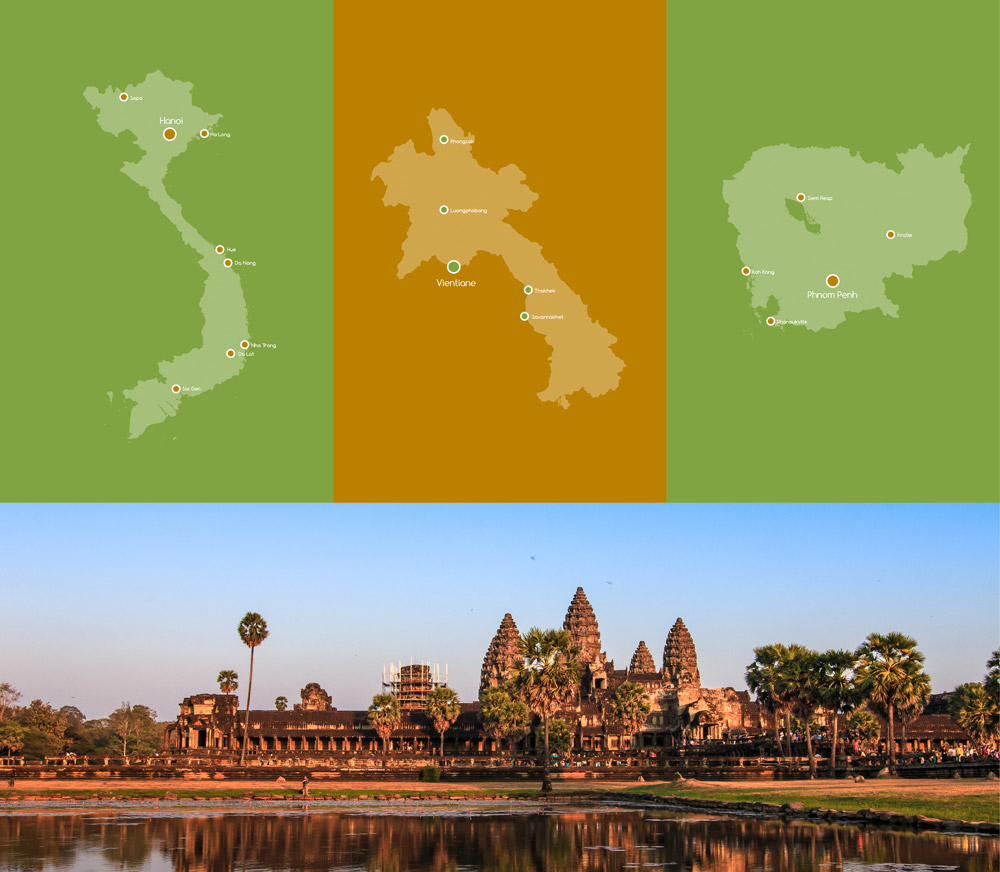 Sapa
Hanoi
Ha Long
Hue
Da Nang
Nha Trang
Da Lat
Sai Gon
Phongsali
Luangphabang
Vientiane
Thakhek
Savannakhet
Siem Reap
Kratie
Koh Kong
Phnom Penh
Sihanoukville